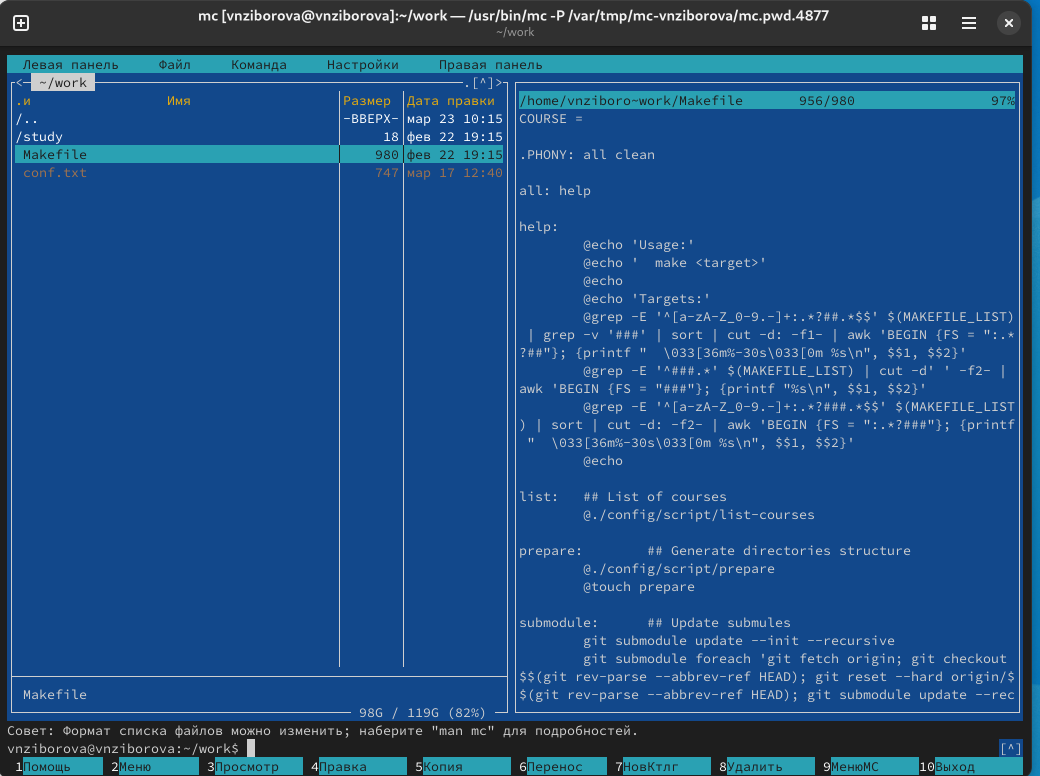 mc [vnziborova@vnziborova]:~/work — /usr/bin/mc -P /var/tmp/mc-vnziborova/mc.pwd.4877
~/work
Левая панель Файл Команда Настройки Правая панель
<─ ~/work .[^]>
.и Имя Размер Дата правки
/.. -ВВЕРХ- мар 23 10:15
/study 18 фев 22 19:15
Makefile 980 фев 22 19:15
conf.txt 747 мар 17 12:40
Makefile
98G / 119G (82%)
/home/vnziboro~work/Makefile 956/980 97%
COURSE =
.PHONY: all clean
all: help
help:
@echo 'Usage:'
@echo '  make <target>'
@echo
@echo 'Targets:'
@grep -E '^[a-zA-Z_0-9.-]+:.*?##.*$$' $(MAKEFILE_LIST)
| grep -v '###' | sort | cut -d: -f1- | awk 'BEGIN {FS = ":.*
?##"}; {printf "  \033[36m%-30s\033[0m %s\n", $$1, $$2}'
@grep -E '^###.*' $(MAKEFILE_LIST) | cut -d' ' -f2- |
awk 'BEGIN {FS = "###"}; {printf "%s\n", $$1, $$2}'
@grep -E '^[a-zA-Z_0-9.-]+:.*?###.*$$' $(MAKEFILE_LIST
) | sort | cut -d: -f2- | awk 'BEGIN {FS = ":.*?###"}; {printf
"  \033[36m%-30s\033[0m %s\n", $$1, $$2}'
@echo
list: ## List of courses
@./config/script/list-courses
prepare: ## Generate directories structure
@./config/script/prepare
@touch prepare
submodule: ## Update submules
git submodule update --init --recursive
git submodule foreach 'git fetch origin; git checkout
$$(git rev-parse --abbrev-ref HEAD); git reset --hard origin/$
$(git rev-parse --abbrev-ref HEAD); git submodule update --rec
Совет: Формат списка файлов можно изменить; наберите "man mc" для подробностей.
vnziborova@vnziborova:~/work$ [^]
1Помощь 2Меню 3Просмотр 4Правка 5Копия 6Перенос 7НовКтлг 8Удалить 9МенюMC 10Выход